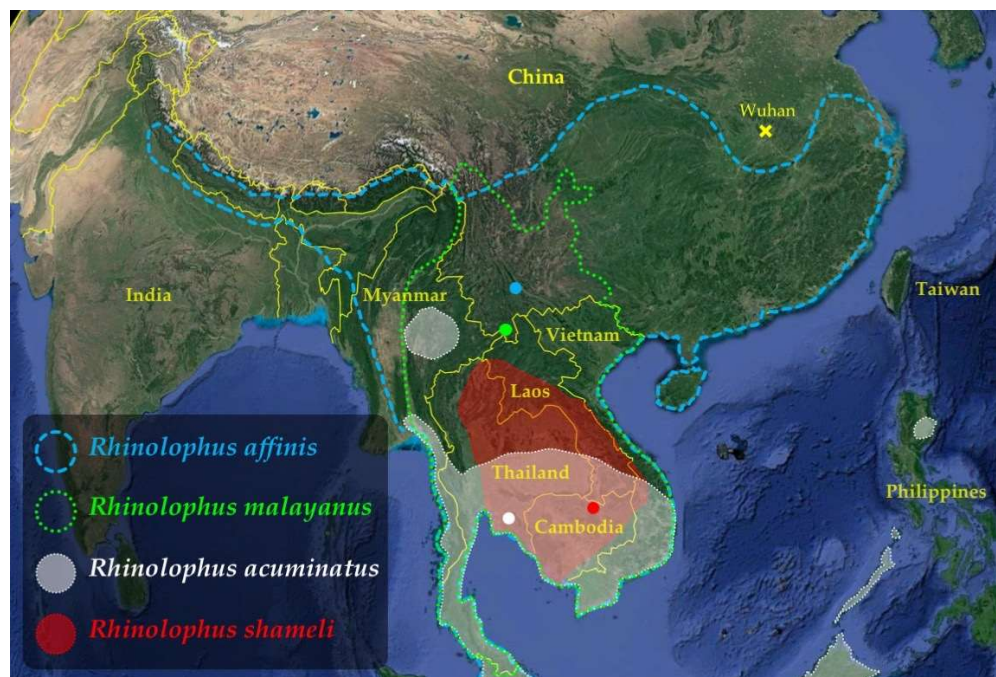 China
Wuhan
India
Myanmar
Taiwan
Vietnam
Laos
Thailand
Philippines
Cambodia
Rhinolophus affinis
Rhinolophus malayanus
Rhinolophus acuminatus
Rhinolophus shameli